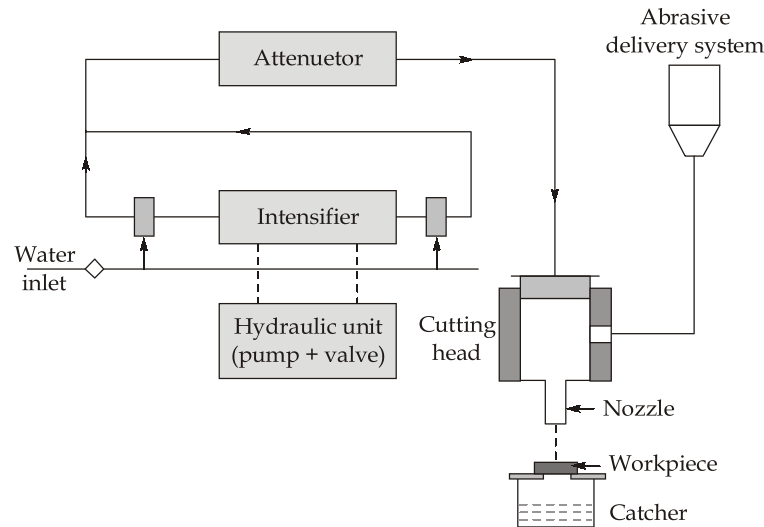 Abrasive
delivery system
Attenuetor
Intensifier
Water
inlet
Hydraulic unit
(pump + valve)
Cutting
head
Nozzle
Workpiece
Catcher